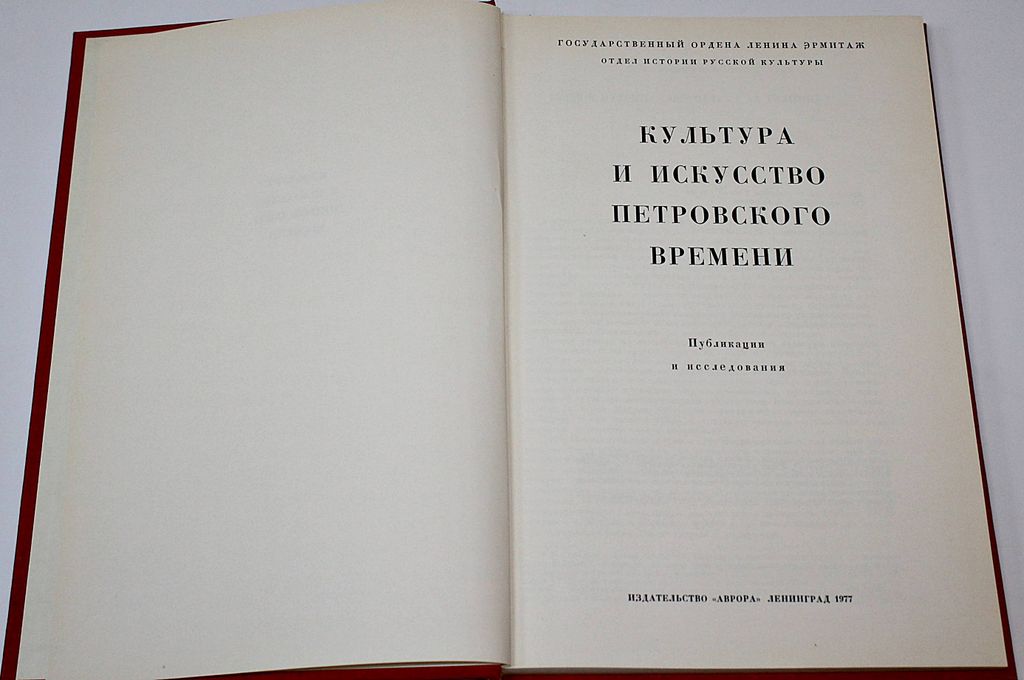 ГОСУДАРСТВЕННЫЙ ОРДЕНА ЛЕНИНА ЭРМИТАЖ
ОТДЕЛ ИСТОРИИ РУССКОЙ КУЛЬТУРЫ
КУЛЬТУРА
И ИСКУССТВО
ПЕТРОВСКОГО
ВРЕМЕНИ
Публикации
и исследования
ИЗДАТЕЛЬСТВО «АВРОРА» ЛЕНИНГРАД 1977